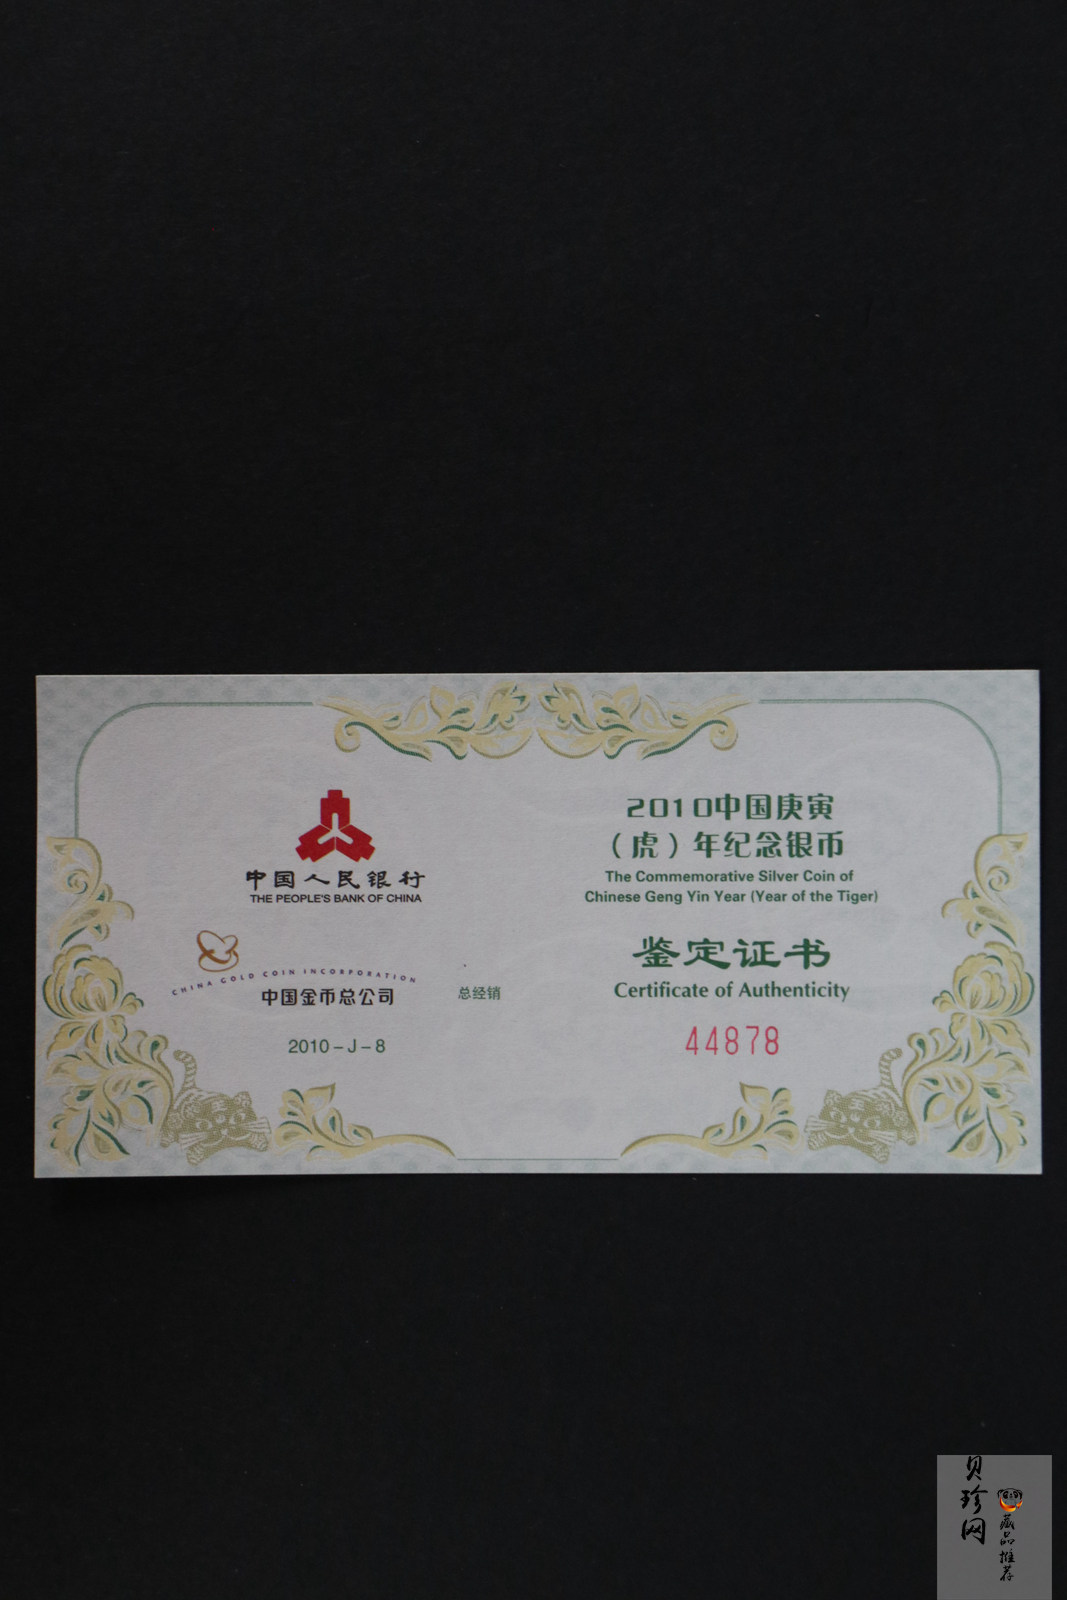 中国人民银行
THE PEOPLE'S BANK OF CHINA
CHINA GOLD COIN INCORPORATION
中国金币总公司
总经销
2010-J-8
2010中国庚寅
（虎）年纪念银币
The Commemorative Silver Coin of
Chinese Geng Yin Year (Year of the Tiger)
鉴定证书
Certificate of Authenticity
44878
贝珍网
藏品推荐